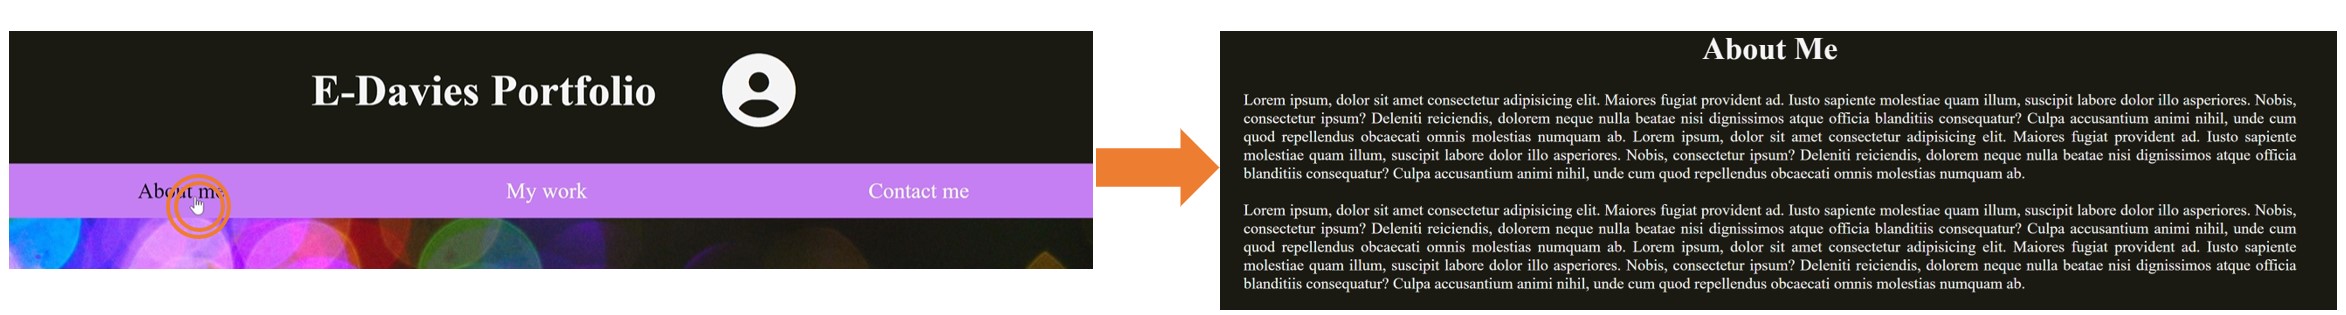 E-Davies Portfolio
About me
My work
Contact me
About Me
Lorem ipsum, dolor sit amet consectetur adipisicing elit. Maiores fugiat provident ad. Iusto sapiente molestiae quam illum, suscipit labore dolor illo asperiores. Nobis,
consectetur ipsum? Deleniti reiciendis, dolorem neque nulla beatae nisi dignissimos atque officia blanditiis consequatur? Culpa accusantium animi nihil, unde cum
quod repellendus obcaecati omnis molestias numquam ab. Lorem ipsum, dolor sit amet consectetur adipisicing elit. Maiores fugiat provident ad. Iusto sapiente
molestiae quam illum, suscipit labore dolor illo asperiores. Nobis, consectetur ipsum? Deleniti reiciendis, dolorem neque nulla beatae nisi dignissimos atque officia
blanditiis consequatur? Culpa accusantium animi nihil, unde cum quod repellendus obcaecati omnis molestias numquam ab.
Lorem ipsum, dolor sit amet consectetur adipisicing elit. Maiores fugiat provident ad. Iusto sapiente molestiae quam illum, suscipit labore dolor illo asperiores. Nobis,
consectetur ipsum? Deleniti reiciendis, dolorem neque nulla beatae nisi dignissimos atque officia blanditiis consequatur? Culpa accusantium animi nihil, unde cum
quod repellendus obcaecati omnis molestias numquam ab. Lorem ipsum, dolor sit amet consectetur adipisicing elit. Maiores fugiat provident ad. Iusto sapiente
molestiae quam illum, suscipit labore dolor illo asperiores. Nobis, consectetur ipsum? Deleniti reiciendis, dolorem neque nulla beatae nisi dignissimos atque officia
blanditiis consequatur? Culpa accusantium animi nihil, unde cum quod repellendus obcaecati omnis molestias numquam ab.